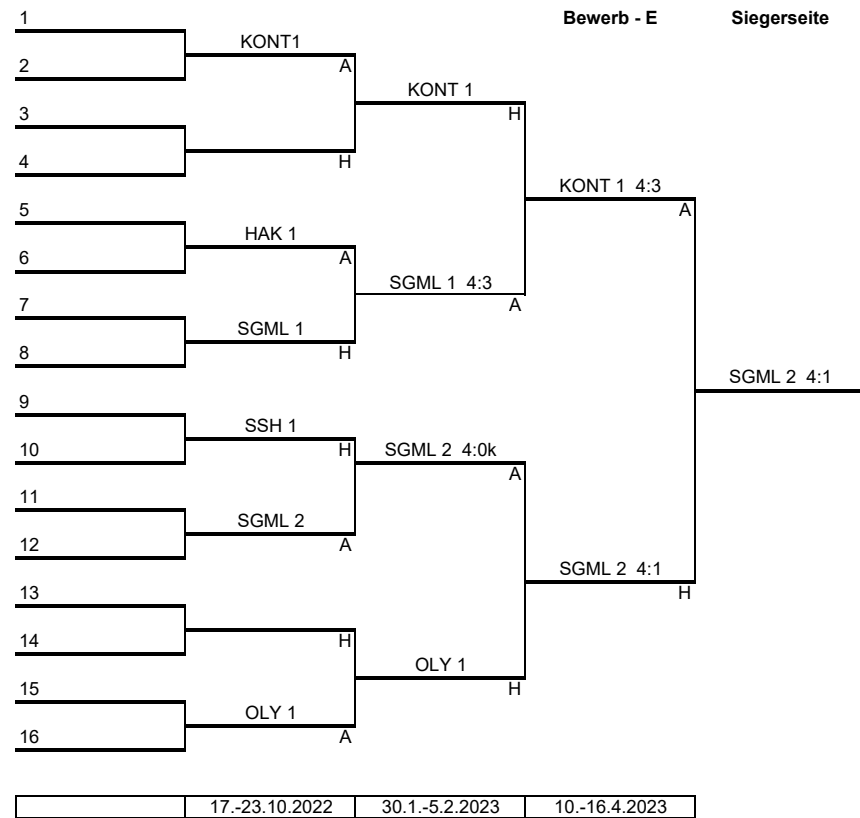 1
Bewerb - E Siegerseite
KONT1
2
A
KONT 1
3
H
4
H
KONT 1 4:3
5
A
HAK 1
6
A
SGML 1 4:3
7
A
SGML 1
8
H
SGML 2 4:1
9
SSH 1
10
H
SGML 2 4:0k
A
11
SGML 2
12
A
SGML 2 4:1
13
H
14
H
OLY 1
15
H
OLY 1
16
A
17.-23.10.2022 30.1.-5.2.2023 10.-16.4.2023